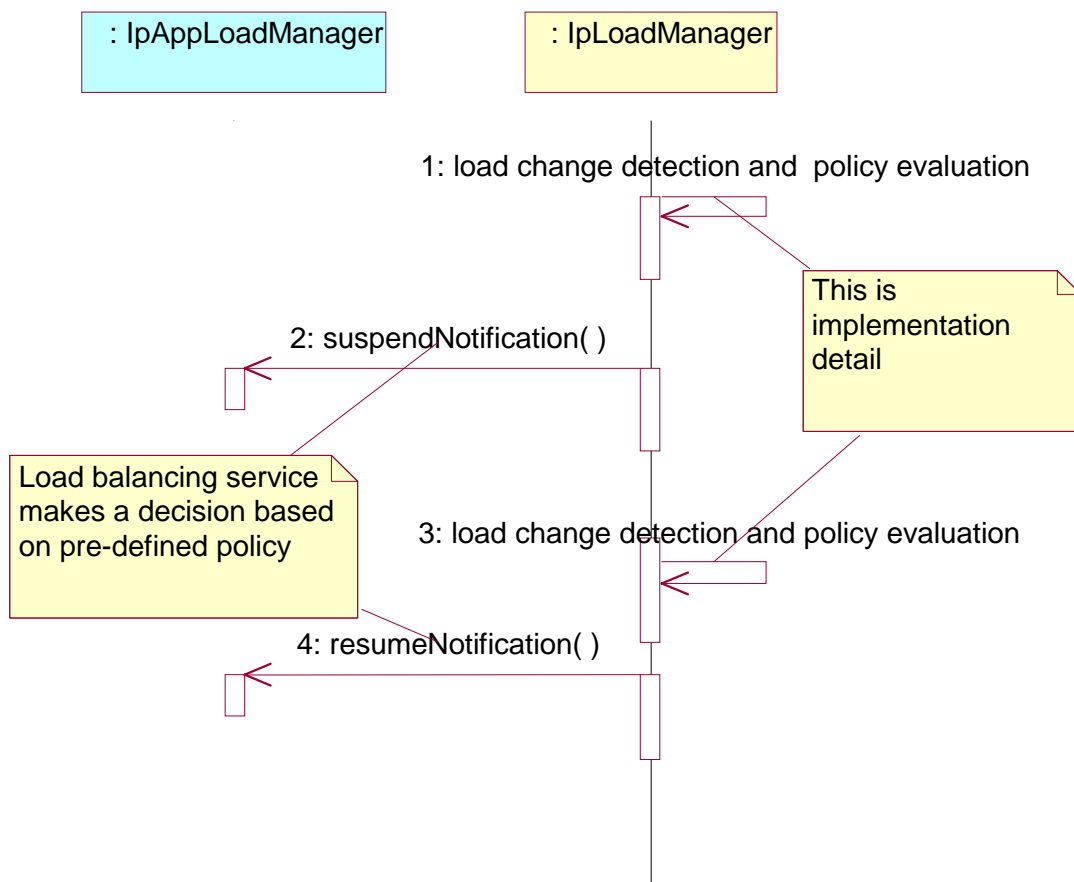 : IpAppLoadManager
: IpLoadManager
1: load change detection and  policy evaluation
This is
implementation
detail
2: suspendNotification( )
Load balancing service
makes a decision based
on pre-defined policy
3: load change detection and policy evaluation
4: resumeNotification( )